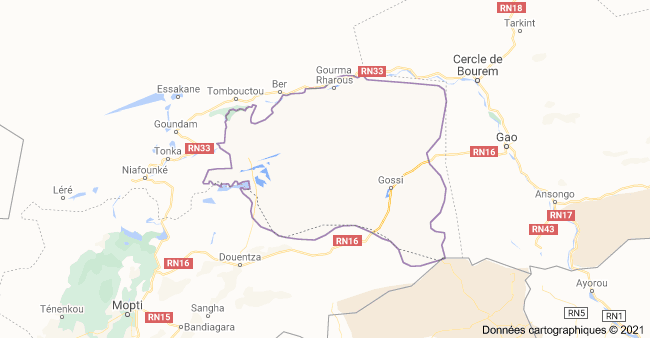 RN18
Tarkint
Cercle de
Bourem
Gourma
Rharous
RN33
Ber
Essakane
Tombouctou
Goundam
RN33
Tonka
Niafounké
Léré
Gao
RN16
Gossi
Ansongo
RN17
RN43
RN16
Douentza
RN16
Ayorou
Ténenkou
Mopti
Sangha
RN15
Bandiagara
RN5
RN1
Données cartographiques © 2021